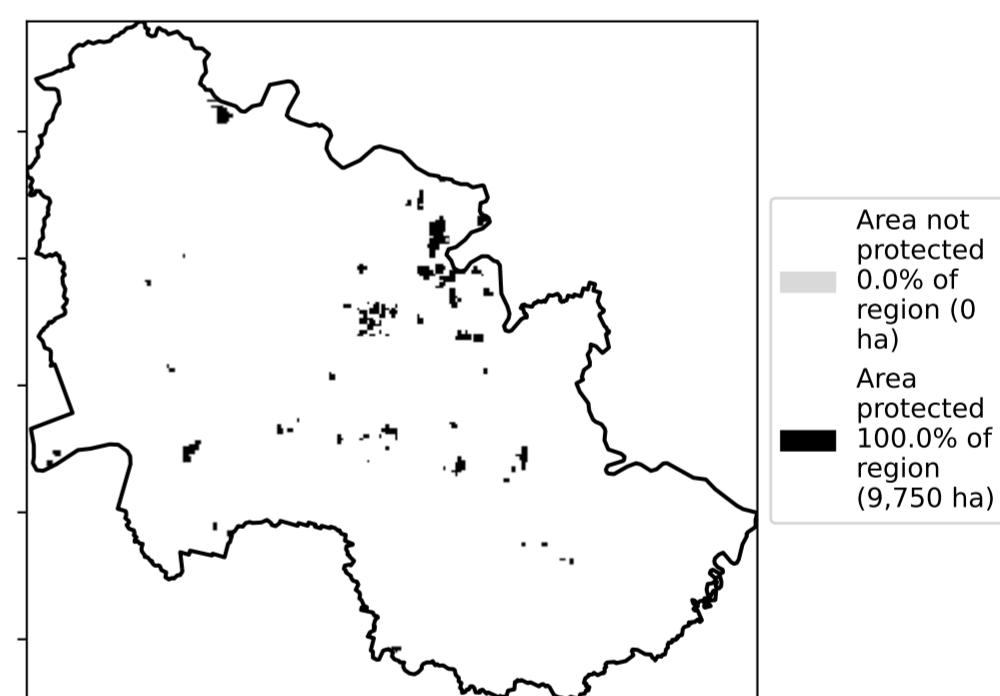 Area not
protected
0.0% of
region (0
ha)
Area
protected
100.0% of
region
(9,750 ha)